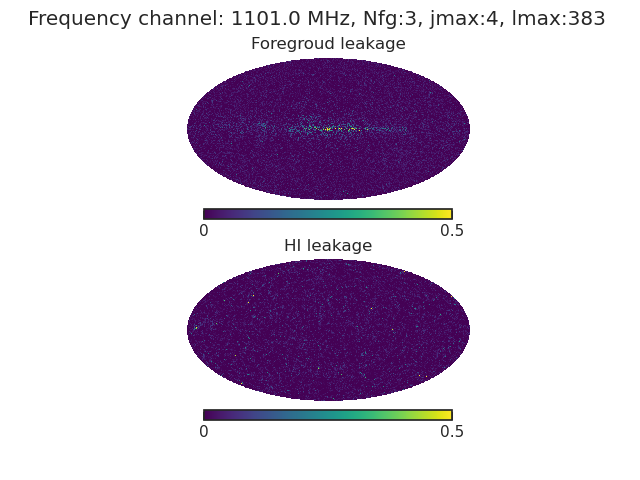 Frequency channel: 1101.0 MHz, Nfg:3, jmax:4, lmax:383
Foregroud leakage
0 0.5
HI leakage
0 0.5